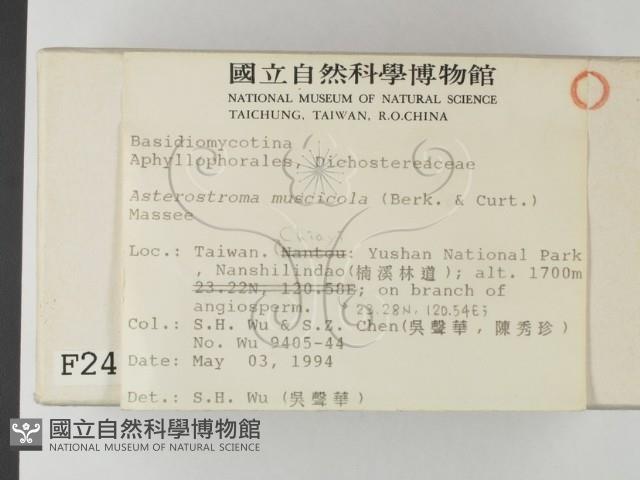 國立自然科學博物館
NATIONAL MUSEUM OF NATURAL SCIENCE
TAICHUNG, TAIWAN, R.O.CHINA
Basidiomycotina
Aphyllophorales, Dichostereaceae
Asterostroma muscicola (Berk. & Curt.)
Massee
Chiayi
Loc.: Taiwan. (Nantou: Yushan National Park
, Nanshilindao(楠溪林道); alt. 1700m
23.22N, 120.58E; on branch of
angiosperm. 23.28N, 120.54E;
Col.: S.H. Wu & S.Z. Chen(吳聲華,陳秀珍)
No. Wu 9405-44
Date: May 03, 1994
F24
Det.: S.H. Wu (吳聲華)
國立自然科學博物館
NATIONAL MUSEUM OF NATURAL SCIENCE